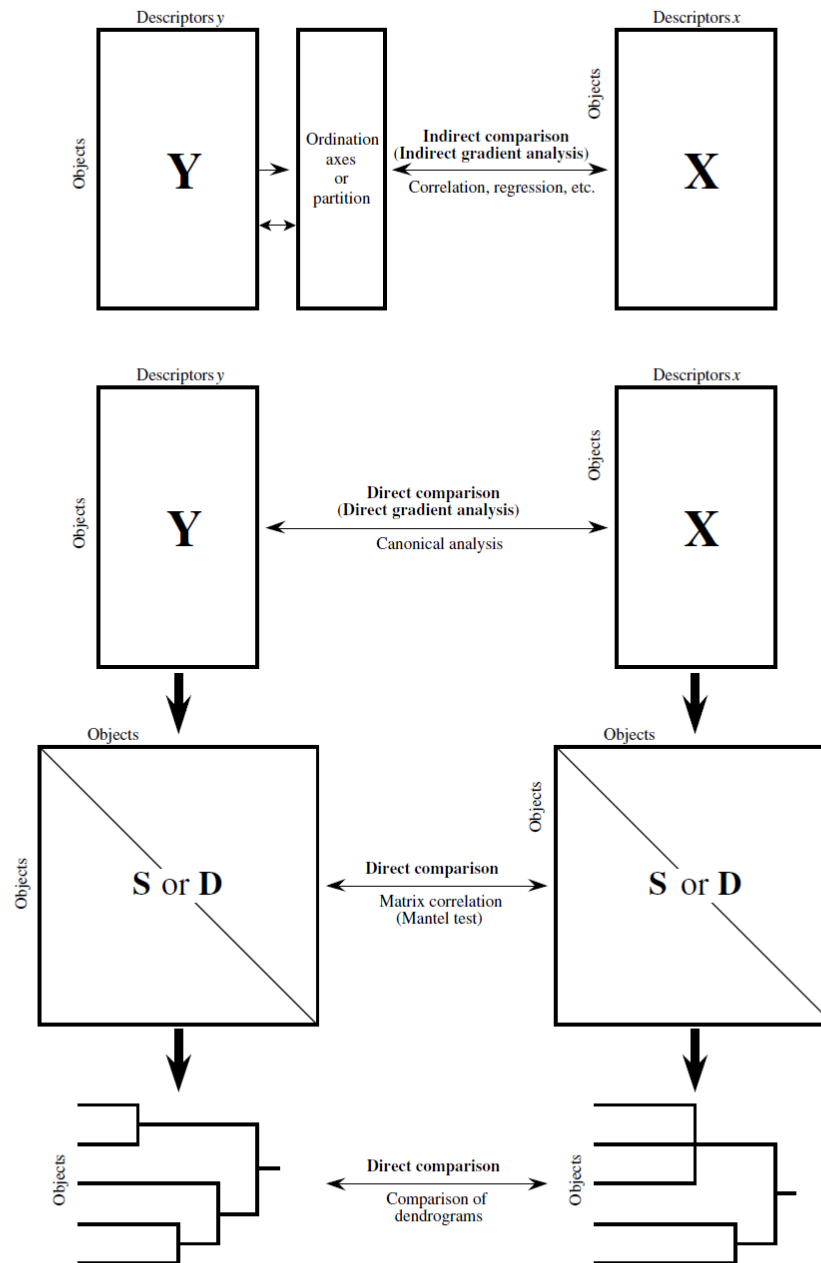 Descriptors y
Descriptors x
Objects
Y
Ordination
axes
or
partition
Indirect comparison
(Indirect gradient analysis)
Correlation, regression, etc.
Objects
X
Descriptors y
Descriptors x
Objects
Y
Direct comparison
(Direct gradient analysis)
Canonical analysis
Objects
X
Objects
Objects
Objects
S or D
Direct comparison
Matrix correlation
(Mantel test)
Objects
S or D
Objects
Direct comparison
Comparison of
dendrograms
Objects